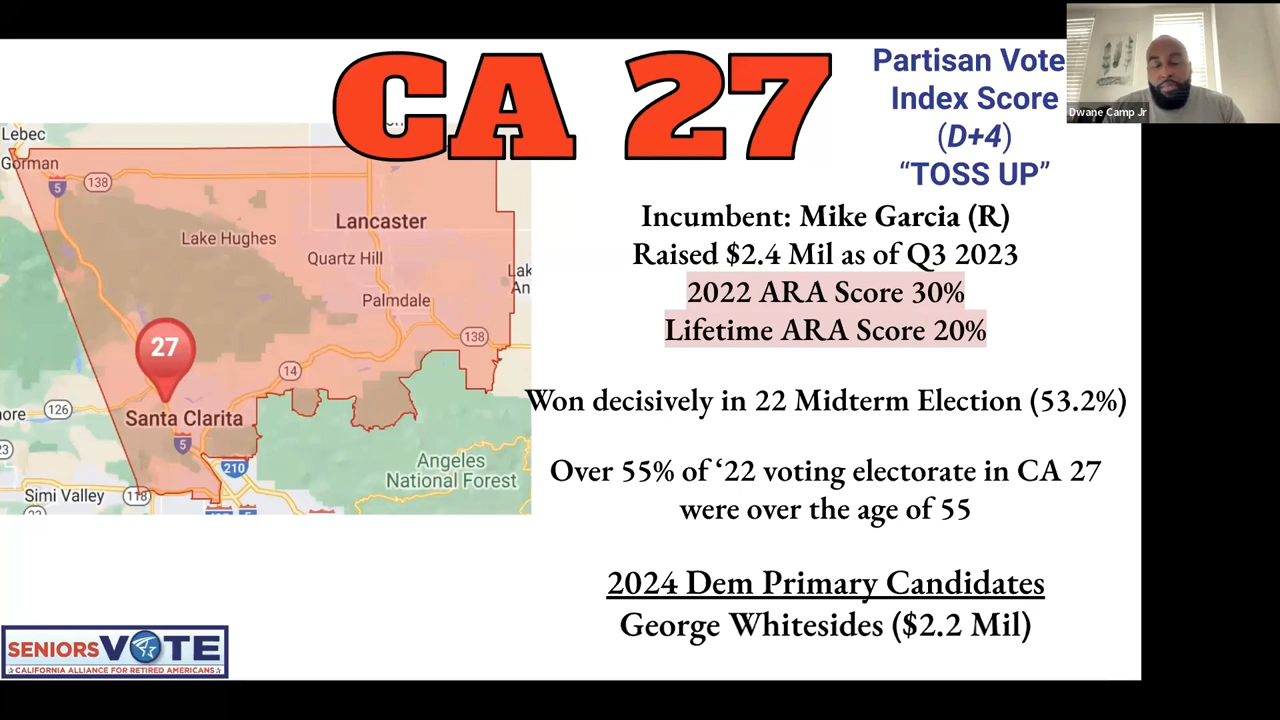 CA 27
Partisan Vote
Index Score
(D+4)
“TOSS UP”
Dwane Camp Jr
Incumbent: Mike Garcia (R)
Raised $2.4 Mil as of Q3 2023
2022 ARA Score 30%
Lifetime ARA Score 20%
Won decisively in 22 Midterm Election (53.2%)
Over 55% of ‘22 voting electorate in CA 27
were over the age of 55
2024 Dem Primary Candidates
George Whitesides ($2.2 Mil)
Lebec
Gorman
5
138
Lancaster
Lake Hughes
Quartz Hill
Lak
An
Palmdale
138
27
14
126
Santa Clarita
5
210
Angeles
National Forest
Simi Valley
118
SENIORS VOTE
CALIFORNIA ALLIANCE FOR RETIRED AMERICANS